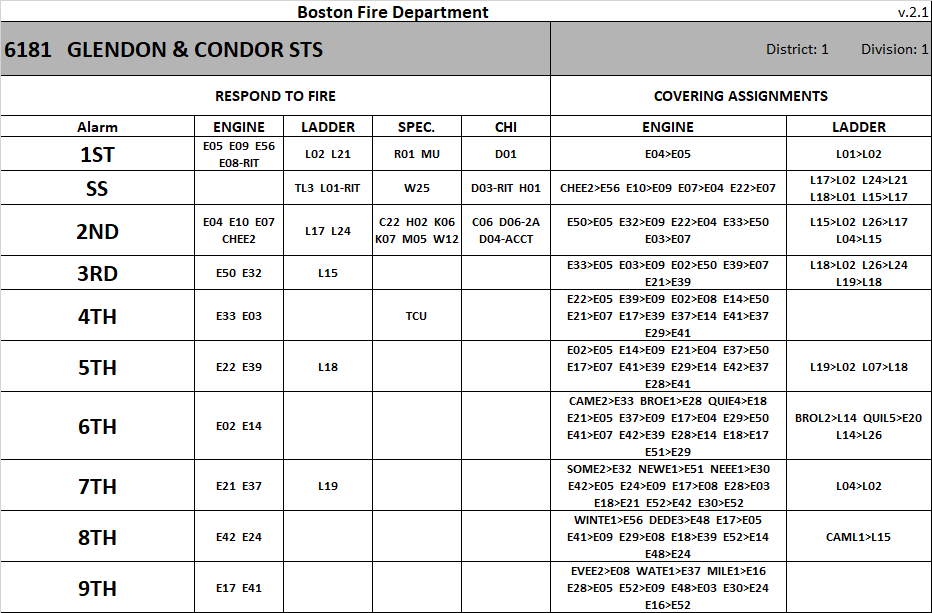 Boston Fire Department v.2.1
6181 GLENDON & CONDOR STS District: 1 Division: 1
RESPOND TO FIRE COVERING ASSIGNMENTS
Alarm ENGINE LADDER SPEC. CHI ENGINE LADDER
1ST
E05 E09 E56
E08-RIT
L02 L21
R01 MU
D01
E04>E05
L01>L02
SS
TL3 L01-RIT
W25
D03-RIT H01
CHEE2>E56 E10>E09 E07>E04 E22>E07
L17>L02 L24>L21
L18>L01 L15>L17
2ND
E04 E10 E07
CHEE2
L17 L24
C22 H02 K06
K07 M05 W12
C06 D06-2A
D04-ACCT
E50>E05 E32>E09 E22>E04 E33>E50
E03>E07
L15>L02 L26>L17
L04>L15
3RD
E50 E32
L15
E33>E05 E03>E09 E02>E50 E39>E07
E21>E39
L18>L02 L26>L24
L19>L18
4TH
E33 E03
TCU
E22>E05 E39>E09 E02>E08 E14>E50
E21>E07 E17>E39 E37>E14 E41>E37
E29>E41
5TH
E22 E39
L18
E02>E05 E14>E09 E21>E04 E37>E50
E17>E07 E41>E39 E29>E14 E42>E37
E28>E41
L19>L02 L07>L18
6TH
E02 E14
CAME2>E33 BROE1>E28 QUIE4>E18
E21>E05 E37>E09 E17>E04 E29>E50
E41>E07 E42>E39 E28>E14 E18>E17
E51>E29
BROL2>L14 QUIL5>E20
L14>L26
7TH
E21 E37
L19
SOME2>E32 NEWE1>E51 NEEE1>E30
E42>E05 E24>E09 E17>E08 E28>E03
E18>E21 E52>E42 E30>E52
L04>L02
8TH
E42 E24
WINTE1>E56 DEDE3>E48 E17>E05
E41>E09 E29>E08 E18>E39 E52>E14
E48>E24
CAML1>L15
9TH
E17 E41
EVEE2>E08 WATE1>E37 MILE1>E16
E28>E05 E52>E09 E48>E03 E30>E24
E16>E52